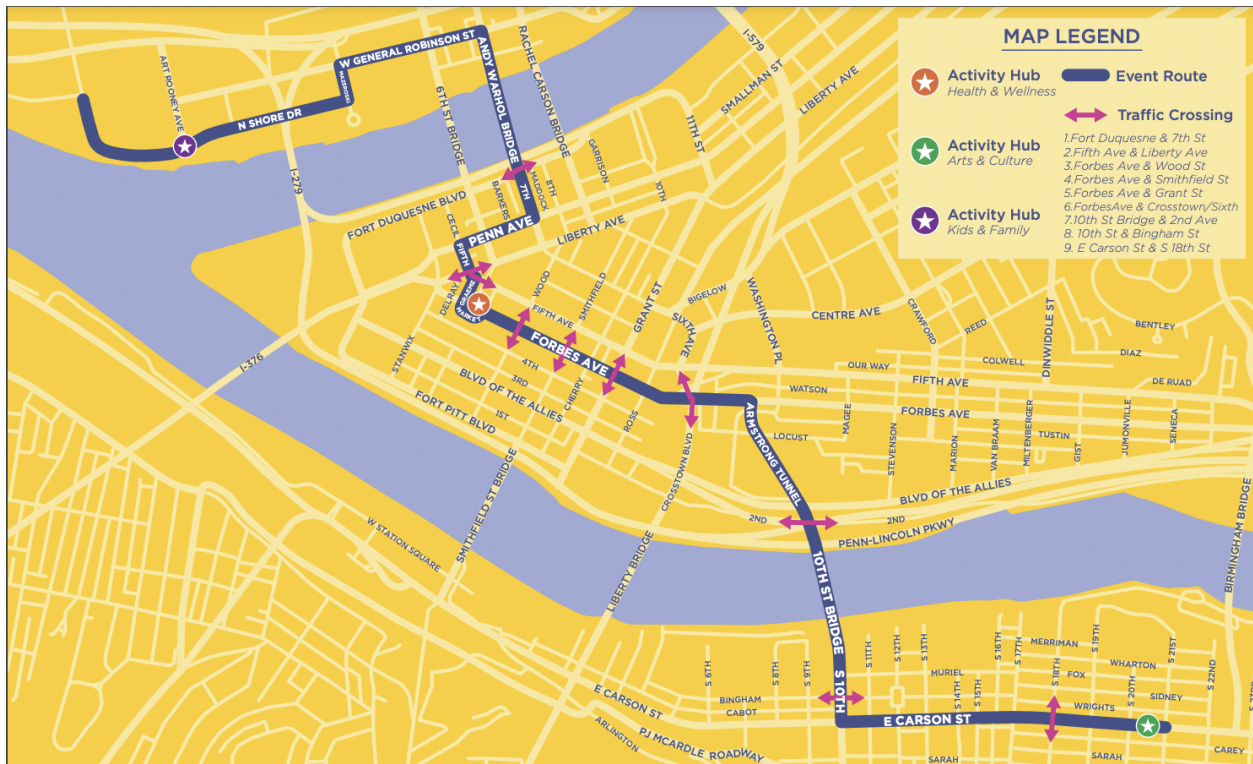 MAP LEGEND
Activity Hub
Health & Wellness
Event Route
Traffic Crossing
Activity Hub
Arts & Culture
Activity Hub
Kids & Family
1.Fort Duquesne & 7th St
2.Fifth Ave & Liberty Ave
3.Forbes Ave & Wood St
4.Forbes Ave & Smithfield St
5.Forbes Ave & Grant St
6.ForbesAve & Crosstown/Sixth
7.10th St Bridge & 2nd Ave
8. 10th St & Bingham St
9. E Carson St & S 18th St
W GENERAL ROBINSON ST
ART ROONEY AVE
MAZEROSKI
N SHORE DR
ANDY WARHOL BRIDGE
RACHEL CARSON BRIDGE
6TH ST BRIDGE
I-579
SMALLMAN ST
LIBERTY AVE
11TH ST
I-279
GARRISON
10TH
8TH
MADDOCK
7TH
BARKERS
FORT DUQUESNE BLVD
CECIL
PENN AVE
LIBERTY AVE
FIFTH
DELRAY
GRAEME
MARKET
WOOD
SMITHFIELD
FIFTH AVE
GRANT ST
SIXTH AVE
BIGELOW
WASHINGTON PL
CENTRE AVE
CRAWFORD
REED
DINWIDDLE ST
BENTLEY
DIAZ
COLWELL
OUR WAY
DE RUAD
STANWIX
I-376
FORBES AVE
4TH
3RD
BLVD OF THE ALLIES
1ST
FORT PITT BLVD
CHERRY
ROSS
WATSON
FIFTH AVE
FORBES AVE
MAGEE
LOCUST
STEVENSON
MARION
VAN BRAAM
MILTENBERGER
TUSTIN
GIST
JUMONVILLE
SENECA
ARMSTRONG TUNNEL
CROSSTOWN BLVD
BLVD OF THE ALLIES
2ND
2ND
PENN-LINCOLN PKWY
SMITHFIELD ST BRIDGE
W STATION SQUARE
LIBERTY BRIDGE
10TH ST BRIDGE
BIRMINGHAM BRIDGE
S 10TH
S 6TH
S 8TH
S 9TH
S 11TH
S 12TH
S 13TH
S 14TH
S 15TH
S 16TH
S 17TH
S 18TH
S 19TH
S 20TH
S 21ST
S 22ND
MERRIMAN
WHARTON
MURIEL
FOX
SIDNEY
WRIGHTS
BINGHAM
CABOT
E CARSON ST
E CARSON ST
ARLINGTON
PJ MCARDLE ROADWAY
SARAH
SARAH
CAREY